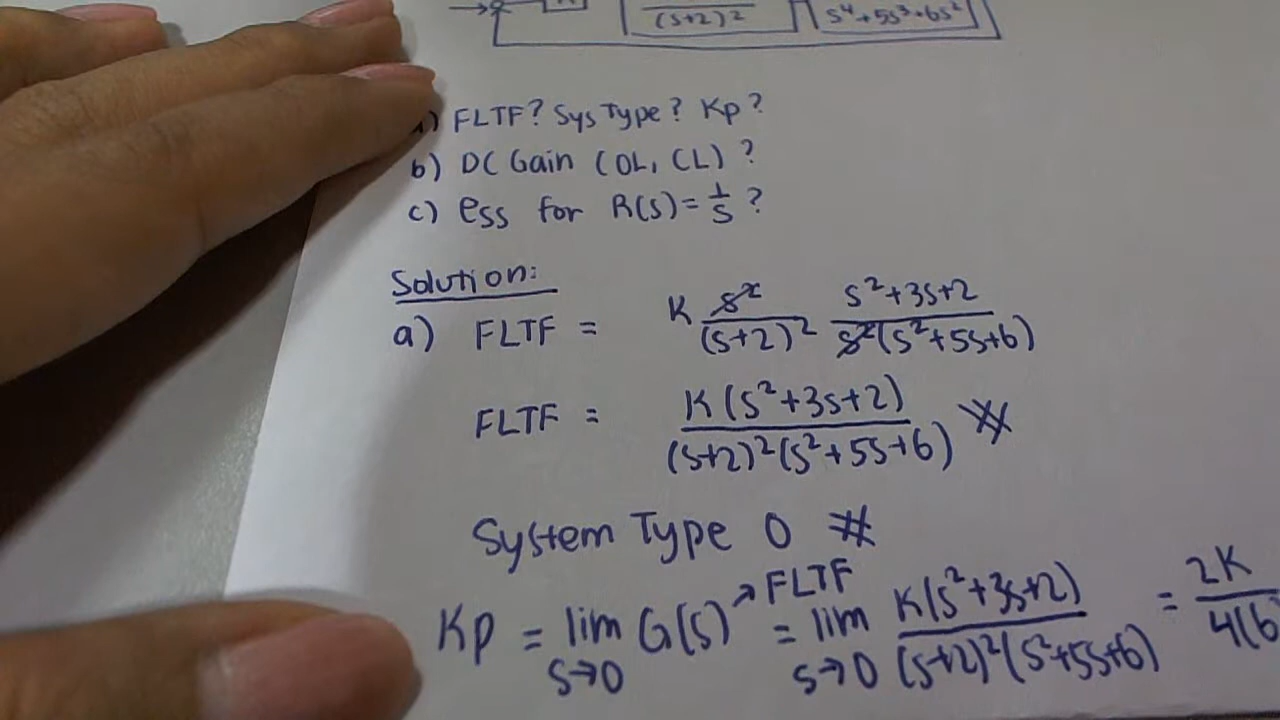 (s+2)² s⁴+5s³+6s²
) FLTF? Sys Type? Kp?
b) DC Gain (OL, CL) ?
c) ess for R(s)= 1/s ?
Solution:
a) FLTF = K s²/(s+2)² (s²+3s+2)/(s²(s²+5s+6))
FLTF = K(s²+3s+2)/((s+2)²(s²+5s+6)) #
System Type 0 #
Kp = lim s→0 G(s) → FLTF = lim s→0 K(s²+3s+2)/((s+2)²(s²+5s+6)) = 2K/4(6